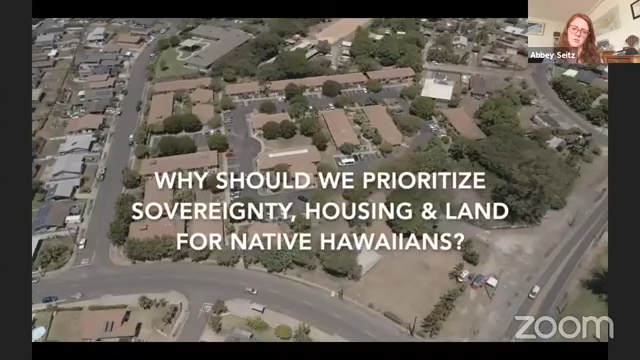 Abbey Seitz
WHY SHOULD WE PRIORITIZE
SOVEREIGNTY, HOUSING & LAND
FOR NATIVE HAWAIIANS?
zoom